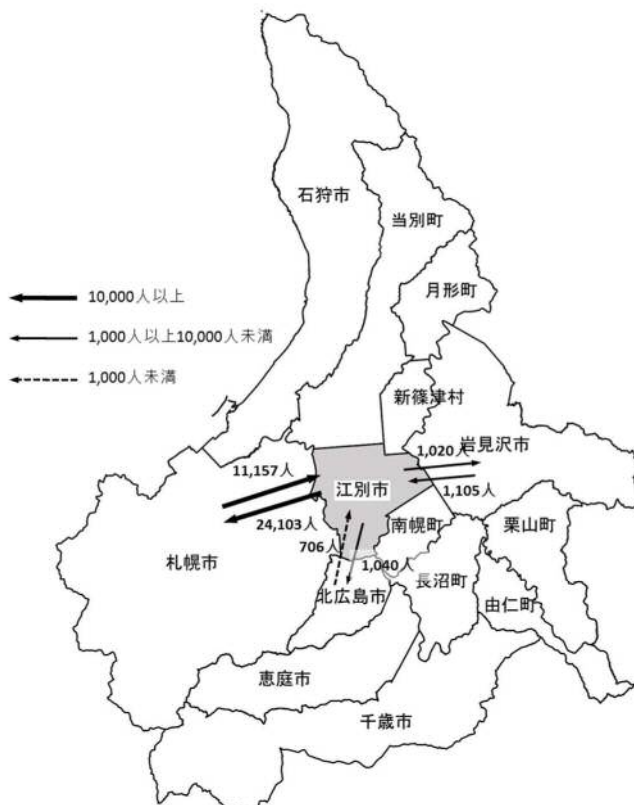 石狩市
当別町
月形町
10,000人以上
1,000人以上10,000人未満
1,000人未満
新篠津村
岩見沢市
1,020人
11,157人
江別市
1,105人
24,103人
南幌町
栗山町
706人
札幌市
1,040人
長沼町
北広島市
由仁町
恵庭市
千歳市